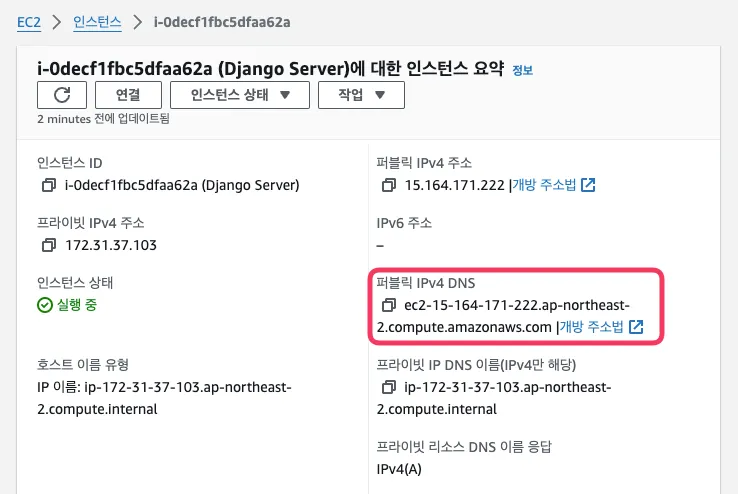 EC2 > 인스턴스 > i-0decf1fbc5dfaa62a
i-0decf1fbc5dfaa62a (Django Server)에 대한 인스턴스 요약 정보
연결 인스턴스 상태 ▼ 작업 ▼
2 minutes 전에 업데이트됨
인스턴스 ID
i-0decf1fbc5dfaa62a (Django Server)
퍼블릭 IPv4 주소
15.164.171.222 |개방 주소법
프라이빗 IPv4 주소
172.31.37.103
IPv6 주소
–
인스턴스 상태
실행 중
퍼블릭 IPv4 DNS
ec2-15-164-171-222.ap-northeast-
2.compute.amazonaws.com |개방 주소법
호스트 이름 유형
IP 이름: ip-172-31-37-103.ap-northeast-
2.compute.internal
프라이빗 IP DNS 이름(IPv4만 해당)
ip-172-31-37-103.ap-northeast-
2.compute.internal
프라이빗 리소스 DNS 이름 응답
IPv4(A)